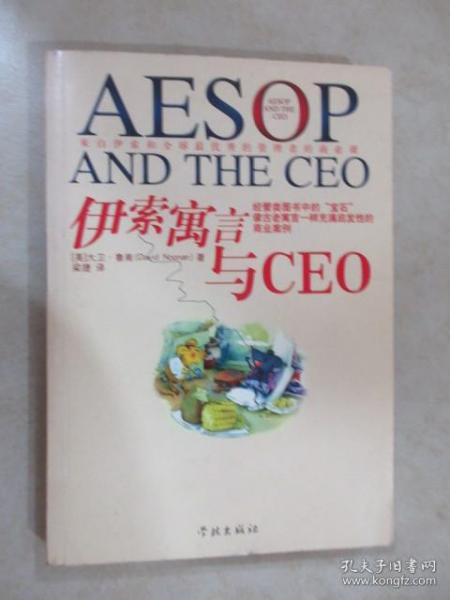 AESOP
AESOP
AND THE
CEO
来自伊索和全球最优秀的管理者的商业课
AND THE CEO
伊索寓言
与CEO
经营类图书中的“宝石”
像古老寓言一样充满启发性的
商业案例
[美]大卫·鲁南(David Noonan) 著
梁捷 译
学林出版社
孔夫子旧书网
www.kongfz.com